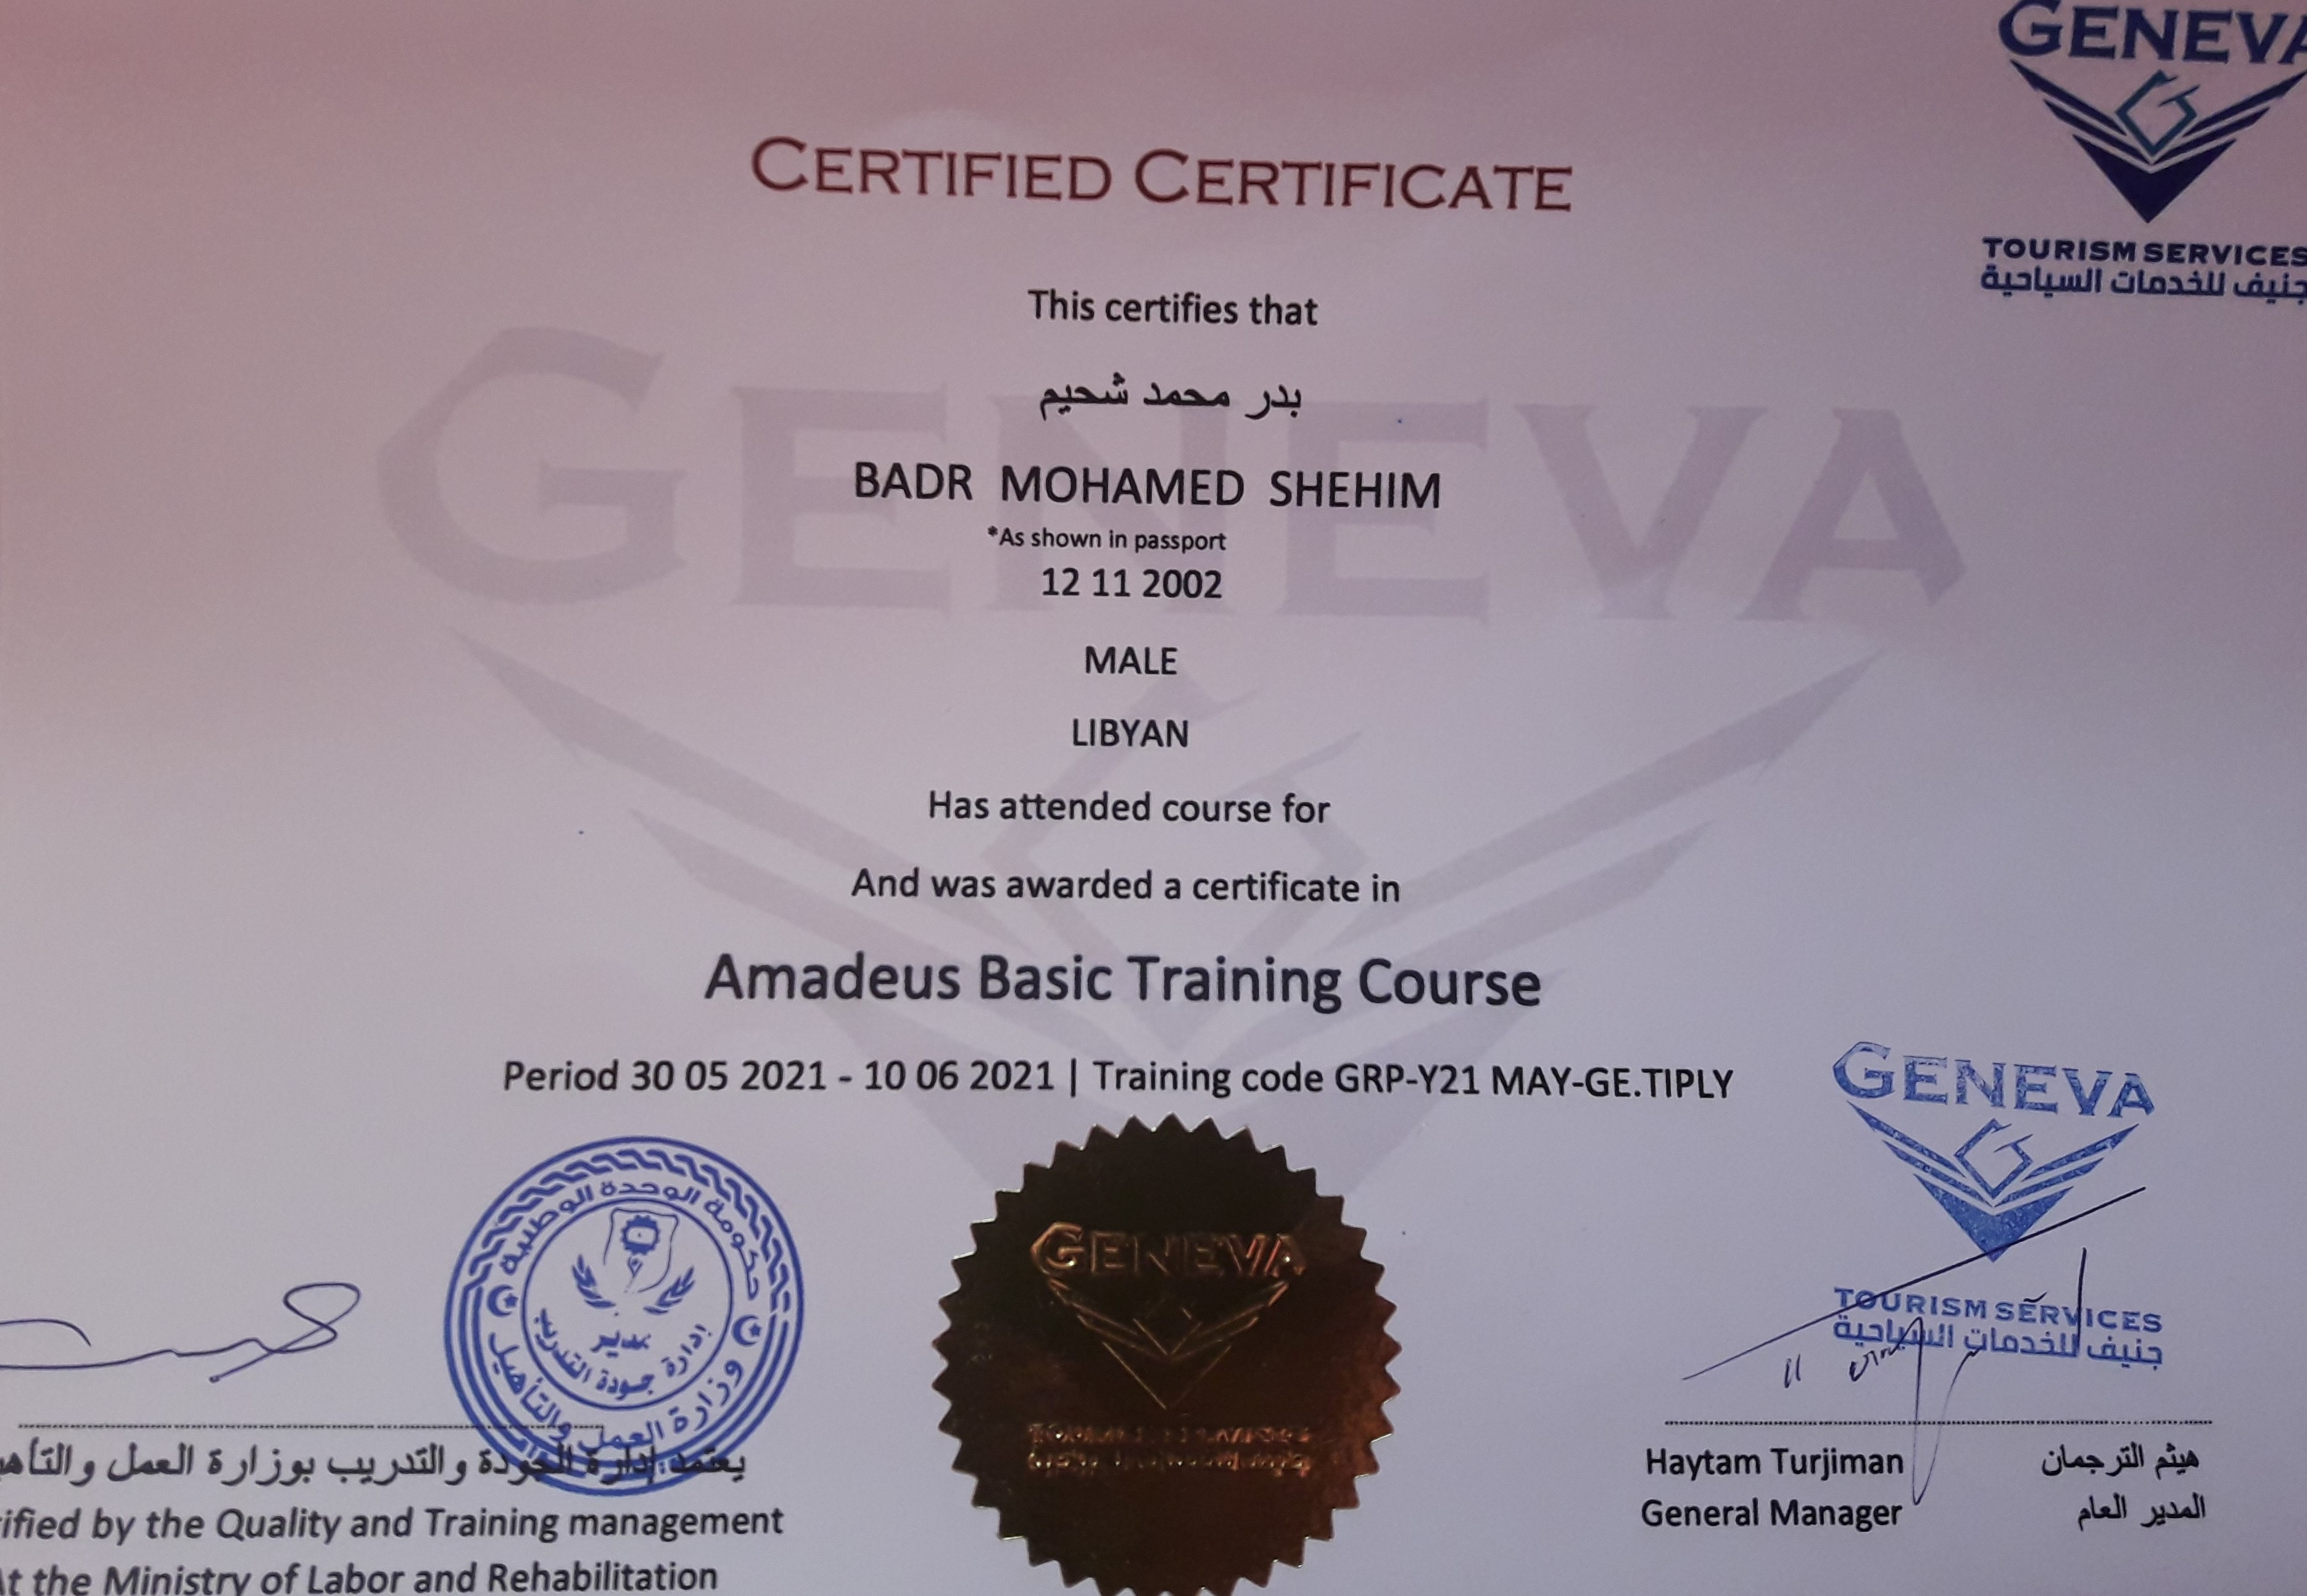 GENEVA
TOURISM SERVICES
جنيف للخدمات السياحية
CERTIFIED CERTIFICATE
This certifies that
بدر محمد شحيم
BADR MOHAMED SHEHIM
*As shown in passport
12 11 2002
MALE
LIBYAN
Has attended course for
And was awarded a certificate in
Amadeus Basic Training Course
Period 30 05 2021 - 10 06 2021 | Training code GRP-Y21 MAY-GE.TIPLY
GENEVA
حكومة الوحدة الوطنية
وزارة العمل والتأهيل
مدير
إدارة جودة التدريب
GENEVA
GENEVA
TOURISM SERVICES
جنيف للخدمات السياحية
يعتمد إدارة الجودة والتدريب بوزارة العمل والتأه
ified by the Quality and Training management
At the Ministry of Labor and Rehabilitation
Haytam Turjiman هيثم الترجمان
General Manager المدير العام